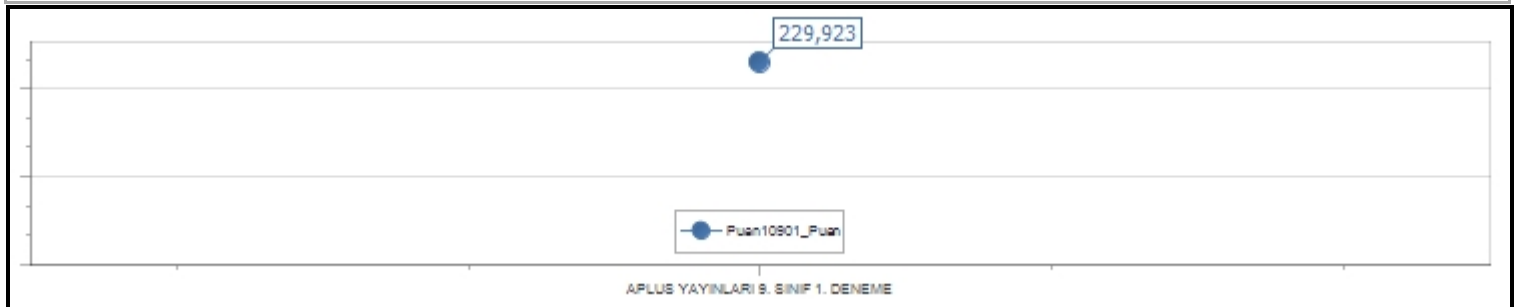 229,923
Puan10901_Puan
APLUS YAYINLARI 9. SINIF 1. DENEME